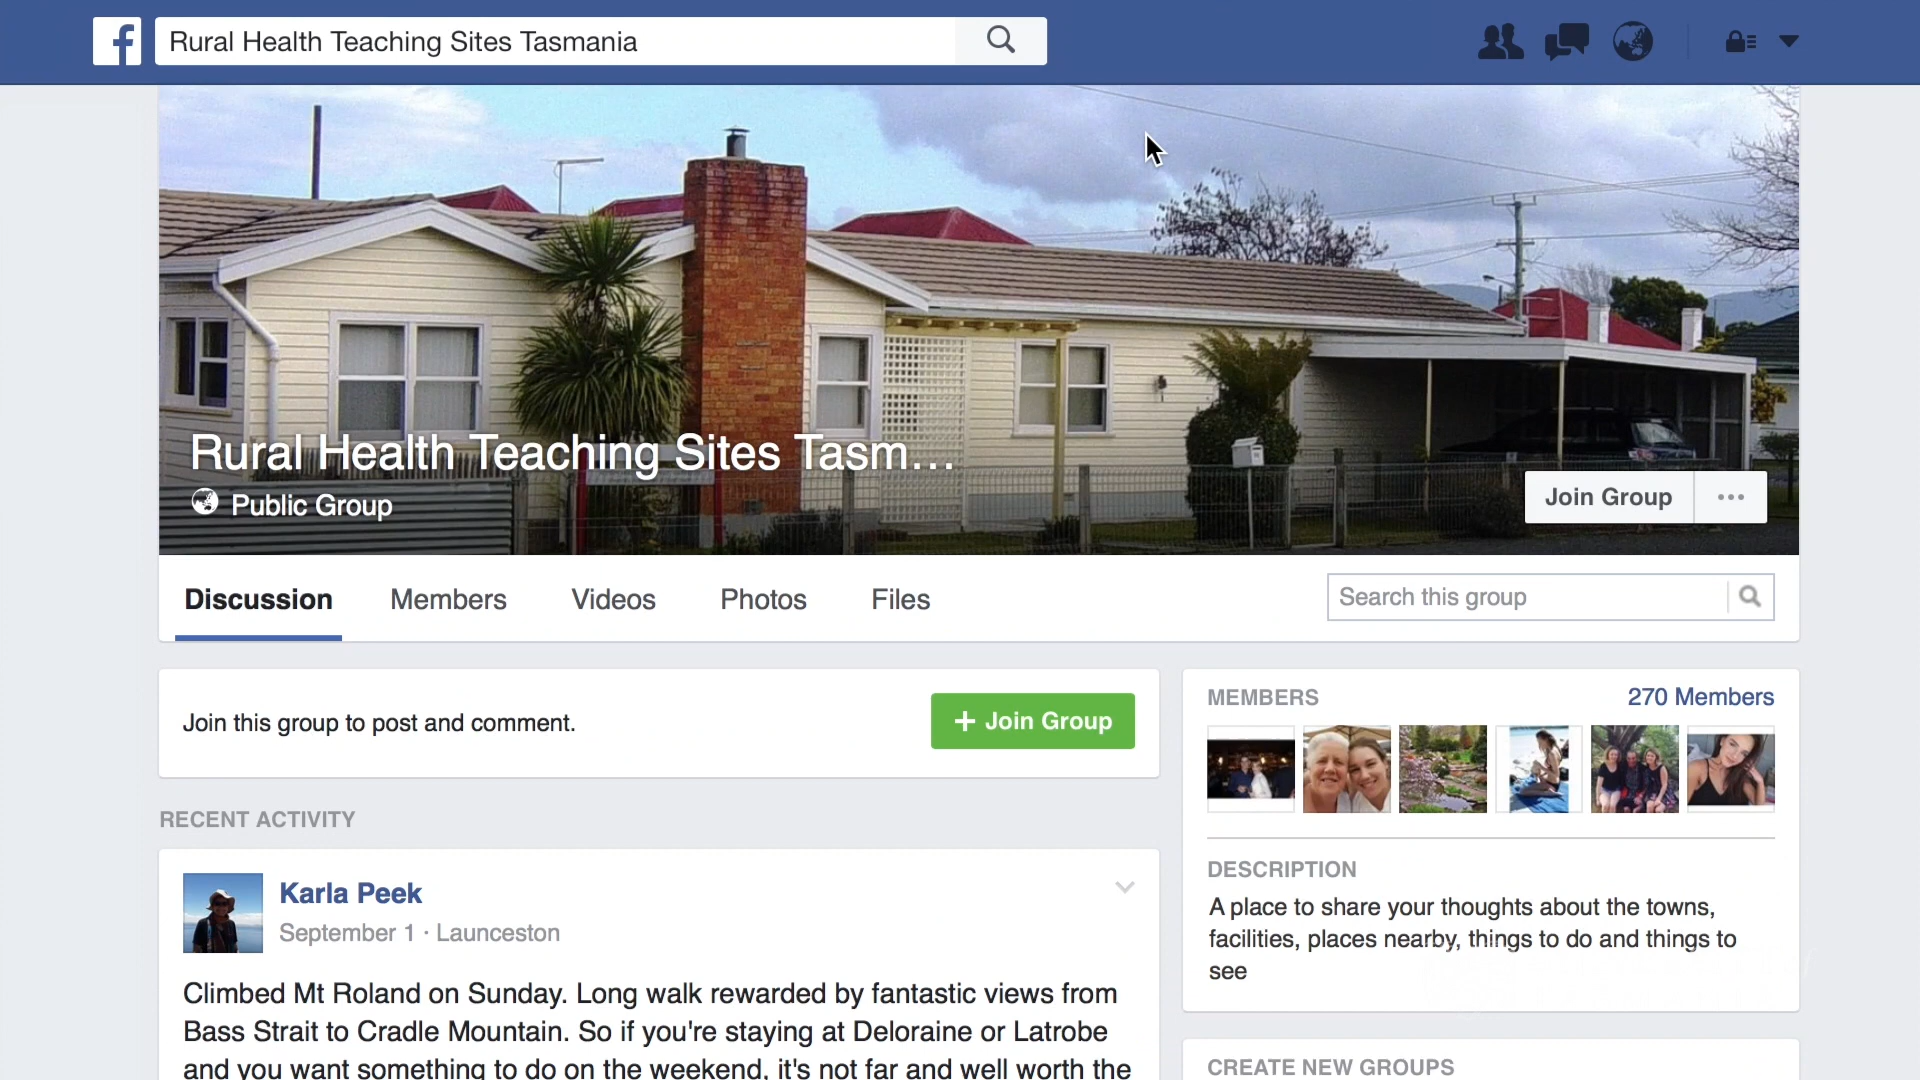 Rural Health Teaching Sites Tasmania
Rural Health Teaching Sites Tasm...
Public Group
Join Group
Discussion
Members
Videos
Photos
Files
Search this group
Join this group to post and comment.
+ Join Group
MEMBERS
270 Members
RECENT ACTIVITY
Karla Peek
September 1 · Launceston
Climbed Mt Roland on Sunday. Long walk rewarded by fantastic views from
Bass Strait to Cradle Mountain. So if you're staying at Deloraine or Latrobe
and you want something to do on the weekend, it's not far and well worth the
DESCRIPTION
A place to share your thoughts about the towns,
facilities, places nearby, things to do and things to
see
CREATE NEW GROUPS